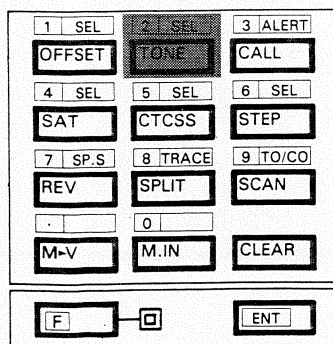 1 SEL 2 SEL 3 ALERT
OFFSET TONE CALL
4 SEL 5 SEL 6 SEL
SAT CTCSS STEP
7 SP.S 8 TRACE 9 TO/CO
REV SPLIT SCAN
· 0
M►V M.IN CLEAR
F ENT